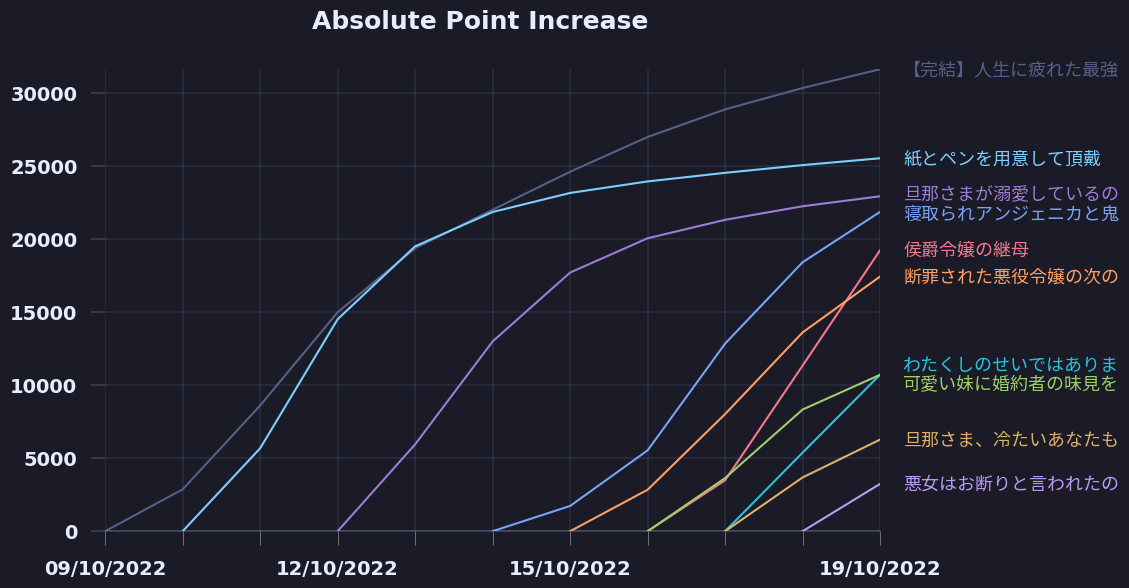 Absolute Point Increase
30000
25000
20000
15000
10000
5000
0
09/10/2022
12/10/2022
15/10/2022
19/10/2022
【完結】人生に疲れた最強
紙とペンを用意して頂戴
旦那さまが溺愛しているの
寝取られアンジェニカと鬼
侯爵令嬢の継母
断罪された悪役令嬢の次の
わたくしのせいではありま
可愛い妹に婚約者の味見を
旦那さま、冷たいあなたも
悪女はお断りと言われたの